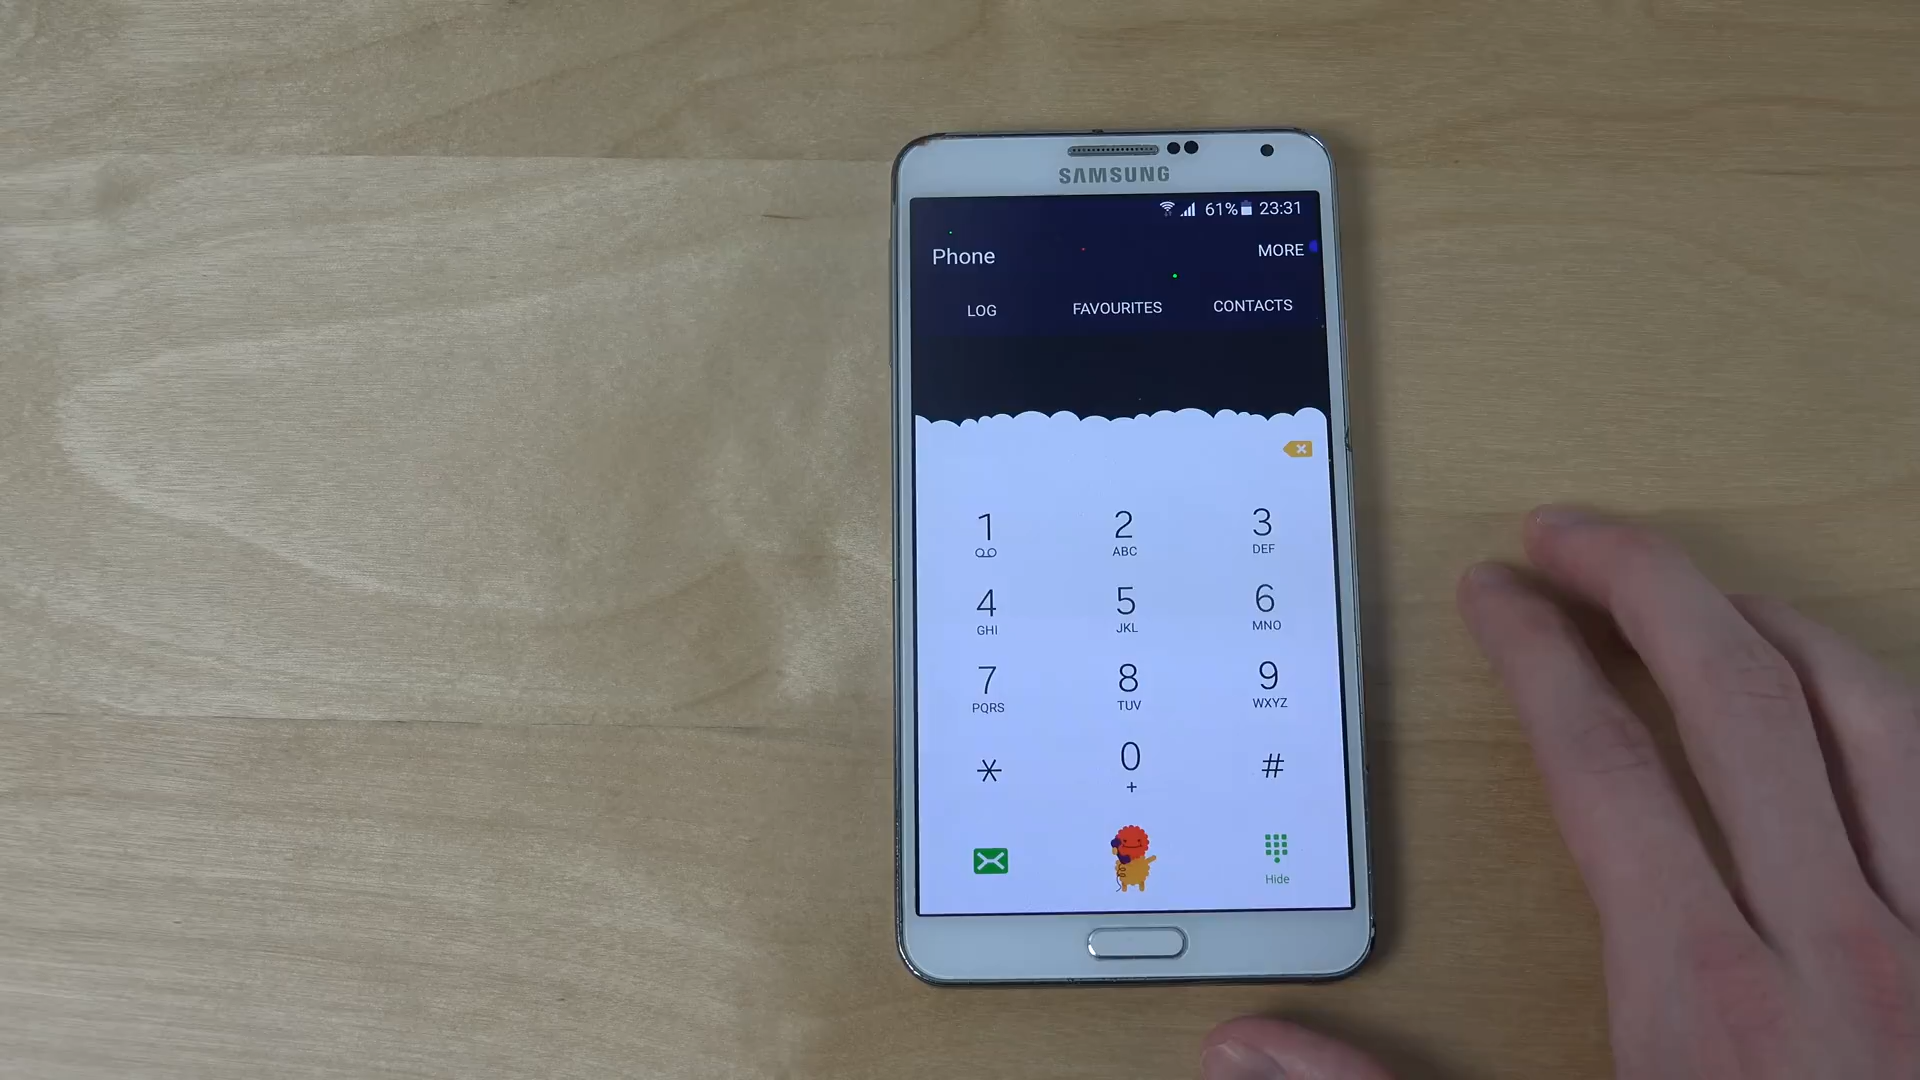 SAMSUNG
61% 23:31
Phone MORE
LOG FAVOURITES CONTACTS
1 2 3
ABC DEF
4 5 6
GHI JKL MNO
7 8 9
PQRS TUV WXYZ
* 0 #
+
Hide